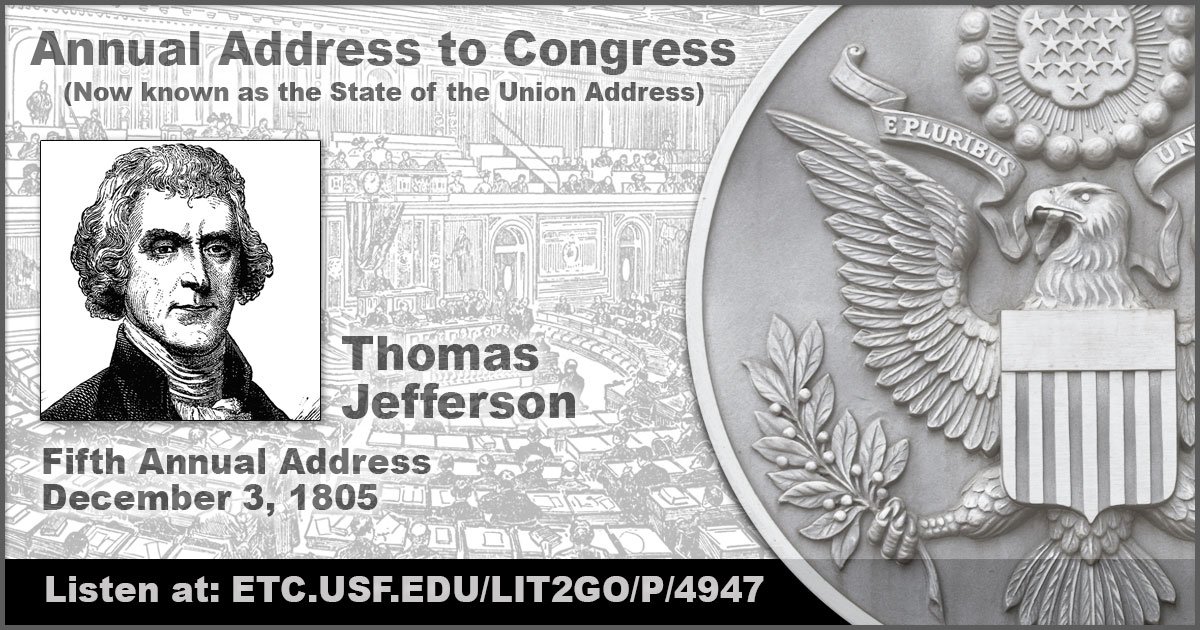 Annual Address to Congress
(Now known as the State of the Union Address)
E PLURIBUS
UN
Thomas
Jefferson
Fifth Annual Address
December 3, 1805
Listen at: ETC.USF.EDU/LIT2GO/P/4947